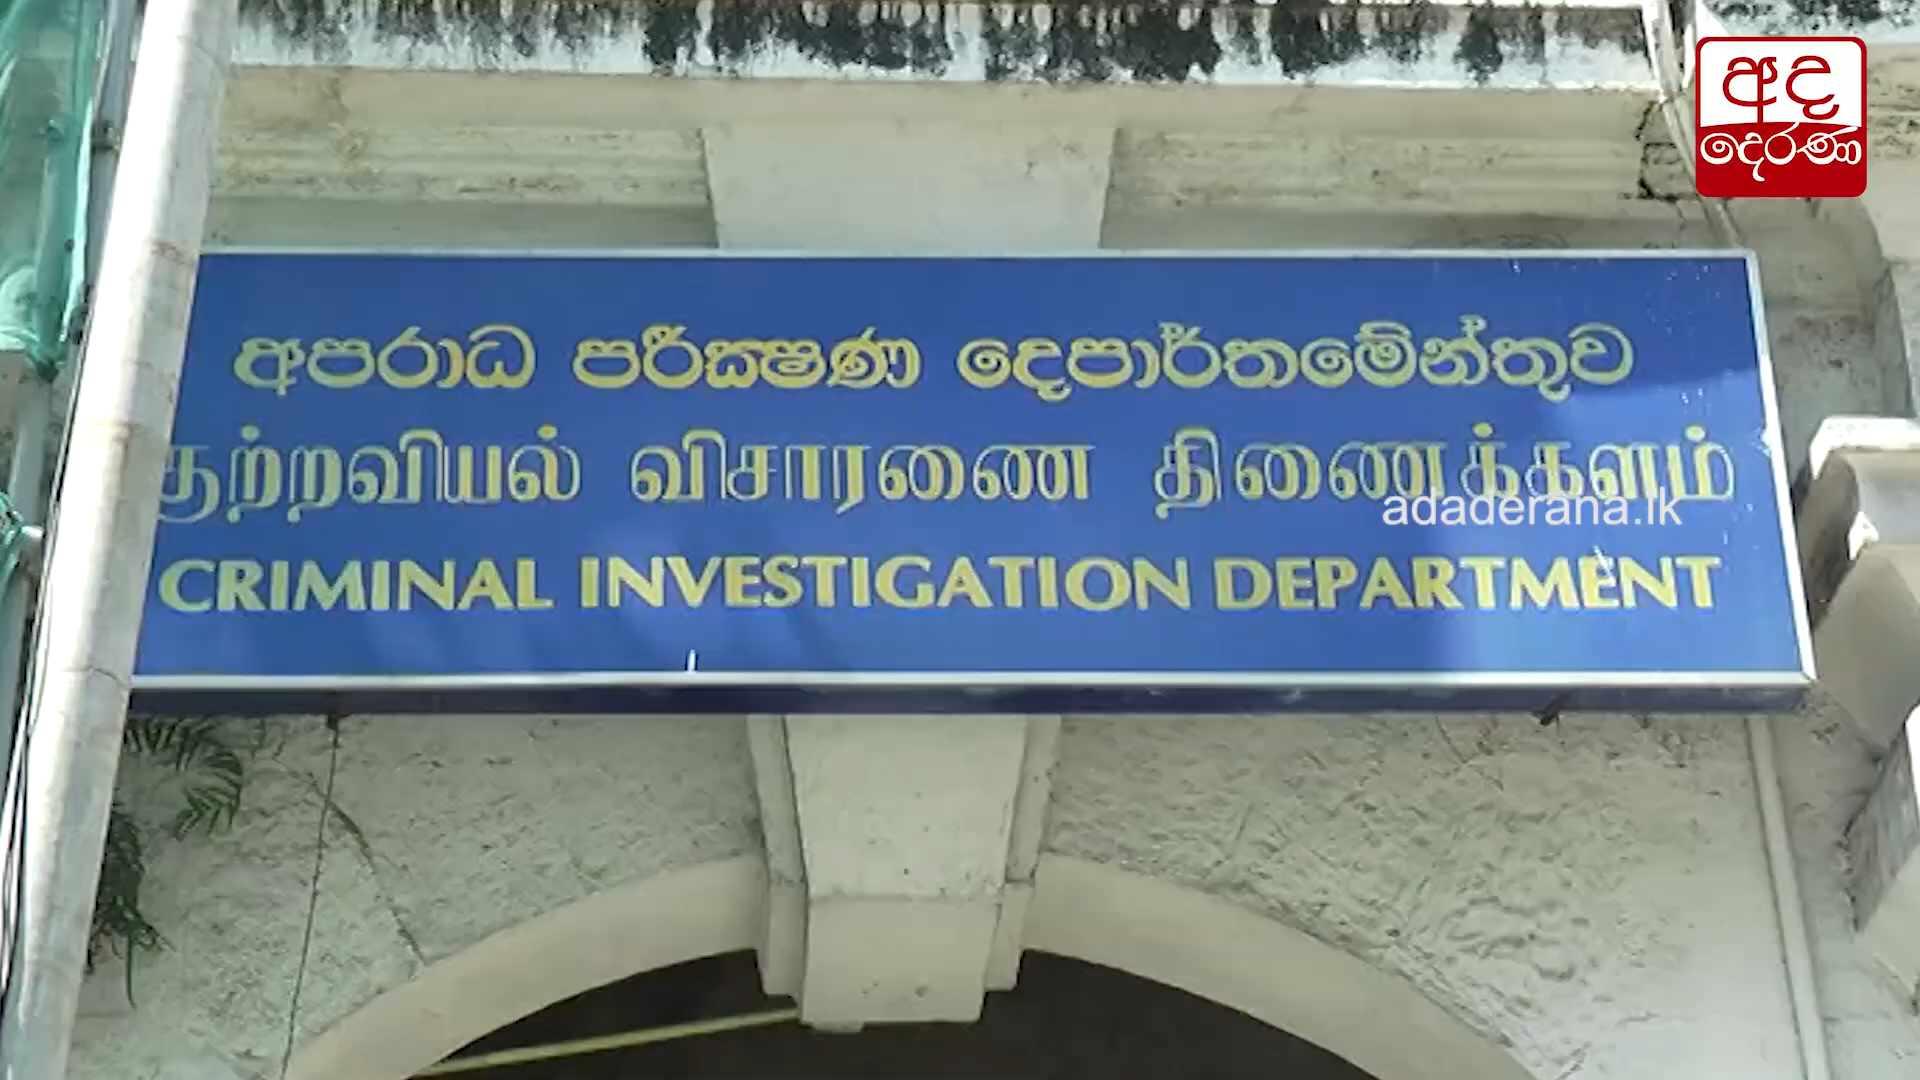 අද
දෙරණ
අපරාධ පරීක්ෂණ දෙපාර්තමේන්තුව
குற்றவியல் விசாரணை திணைக்களம்
adaderana.lk
CRIMINAL INVESTIGATION DEPARTMENT